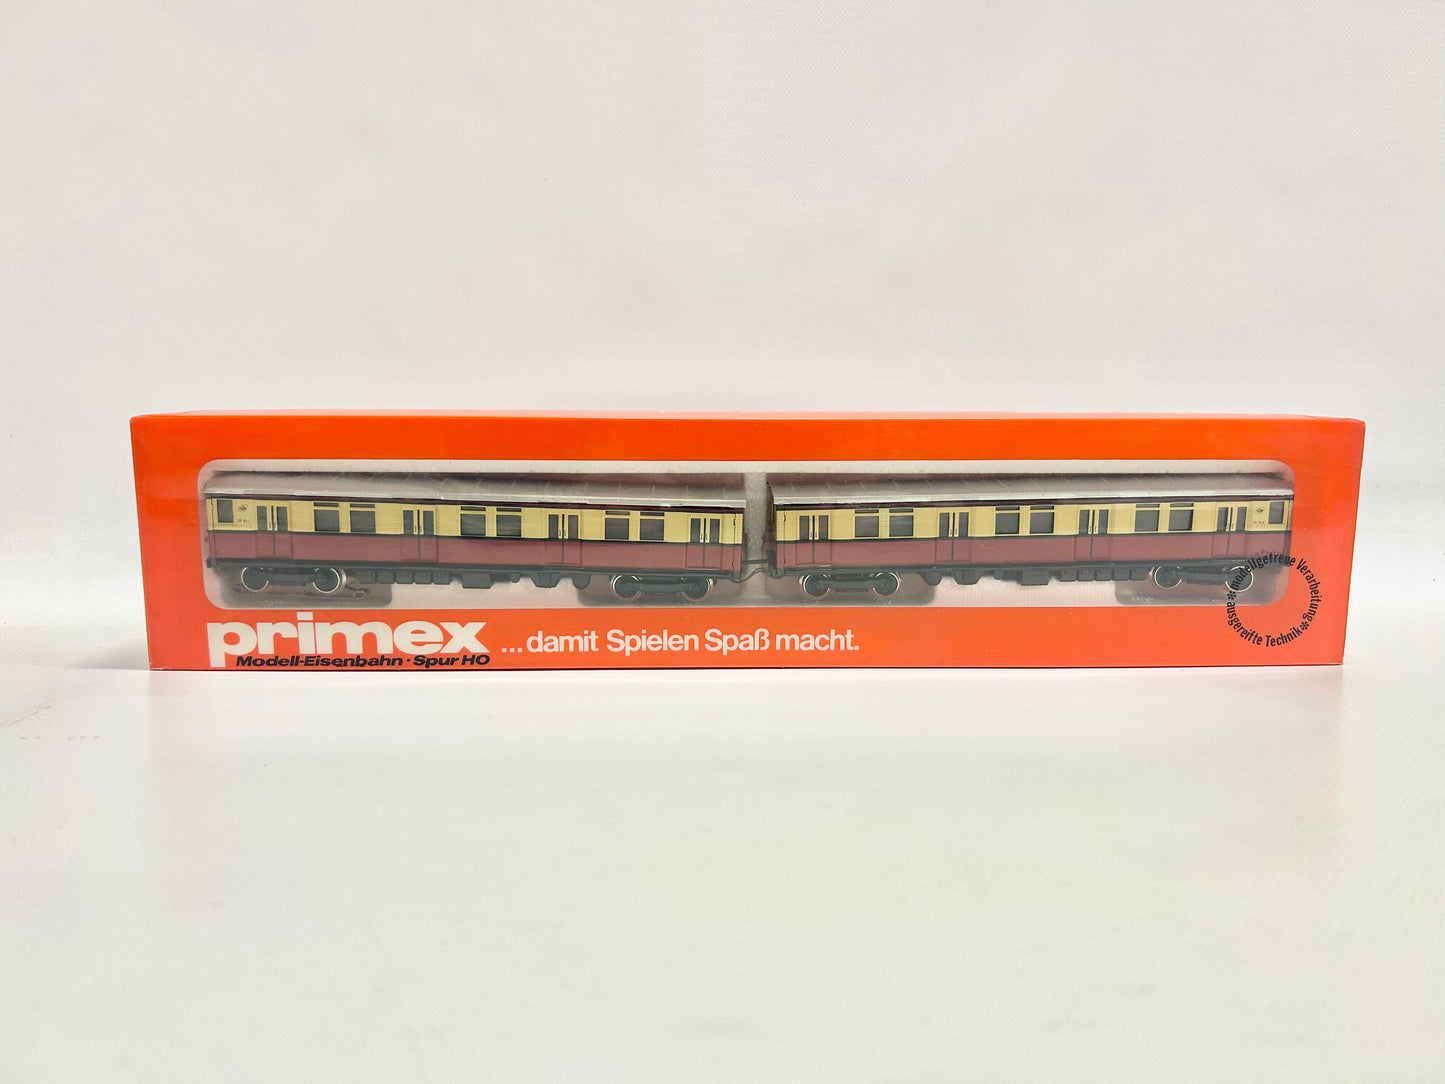 primex
Modell-Eisenbahn · Spur HO
...damit Spielen Spaß macht.
modellgetreue Verarbeitung * ausgereifte Technik *